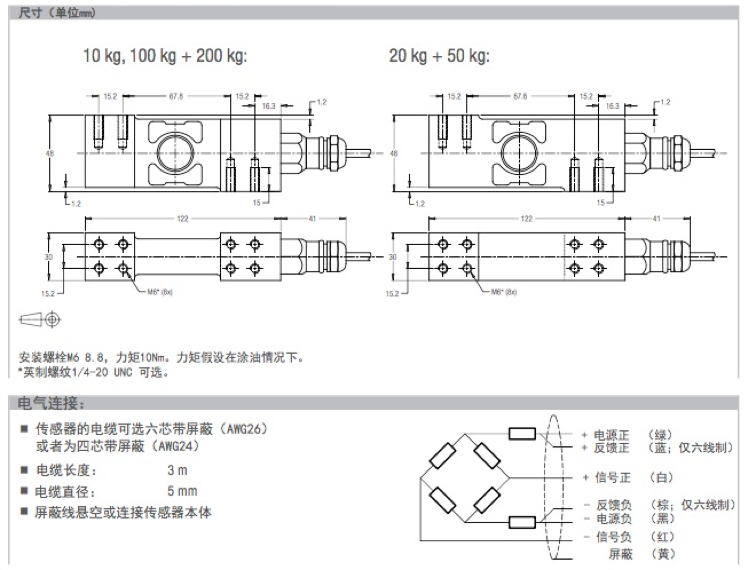 尺寸（单位mm）
10 kg, 100 kg + 200 kg:
20 kg + 50 kg:
15.2
67.6
15.2
16.3
1.2
15.2
67.6
15.2
16.3
1.2
46
1.2
15
46
1.2
15
122
41
122
41
30
15.2
M6* (8x)
30
15.2
M6* (8x)
安装螺栓M6 8.8, 力矩10Nm。力矩假设在涂油情况下。
*英制螺纹1/4-20 UNC 可选。
电气连接：
■ 传感器的电缆可选六芯带屏蔽（AWG26）
或者为四芯带屏蔽（AWG24）
■ 电缆长度： 3 m
■ 电缆直径： 5 mm
■ 屏蔽线悬空或连接传感器本体
+ 电源正 （绿）
+ 反馈正 （蓝；仅六线制）
+ 信号正 （白）
- 反馈负 （棕；仅六线制）
- 电源负 （黑）
- 信号负 （红）
屏蔽 （黄）